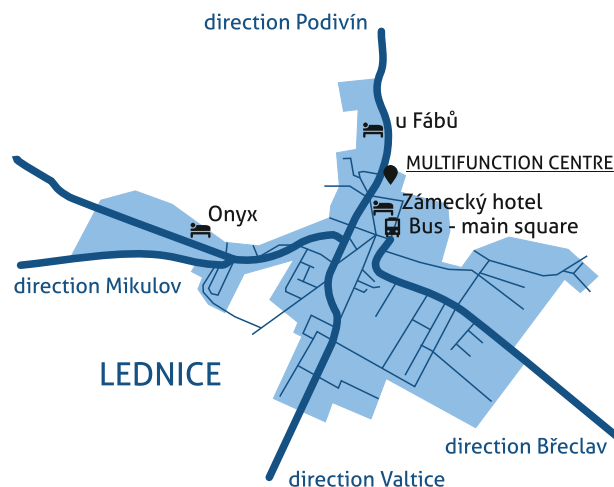 direction Podivín
u Fábů
MULTIFUNCTION CENTRE
Zámecký hotel
Onyx
Bus - main square
direction Mikulov
LEDNICE
direction Břeclav
direction Valtice